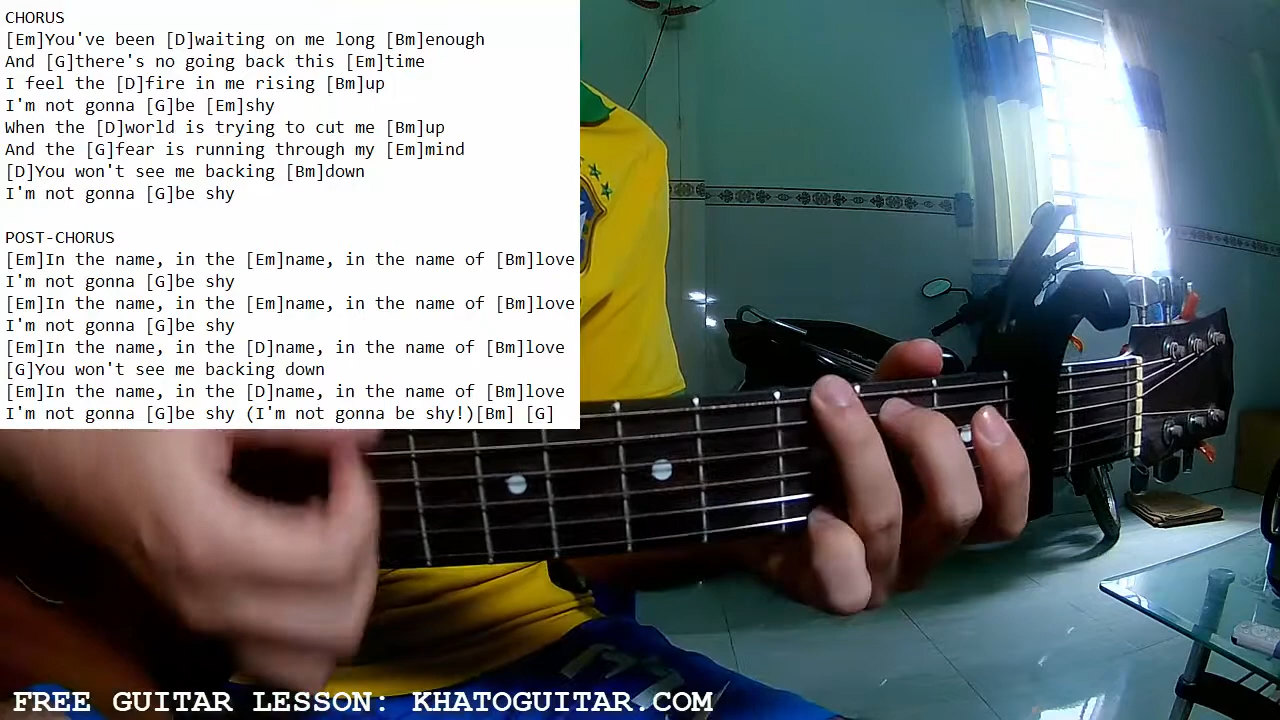 CHORUS
[Em]You've been [D]waiting on me long [Bm]enough
And [G]there's no going back this [Em]time
I feel the [D]fire in me rising [Bm]up
I'm not gonna [G]be [Em]shy
When the [D]world is trying to cut me [Bm]up
And the [G]fear is running through my [Em]mind
[D]You won't see me backing [Bm]down
I'm not gonna [G]be shy

POST-CHORUS
[Em]In the name, in the [Em]name, in the name of [Bm]love
I'm not gonna [G]be shy
[Em]In the name, in the [Em]name, in the name of [Bm]love
I'm not gonna [G]be shy
[Em]In the name, in the [D]name, in the name of [Bm]love
[G]You won't see me backing down
[Em]In the name, in the [D]name, in the name of [Bm]love
I'm not gonna [G]be shy (I'm not gonna be shy!)[Bm] [G]
FREE GUITAR LESSON: KHATOGUITAR.COM